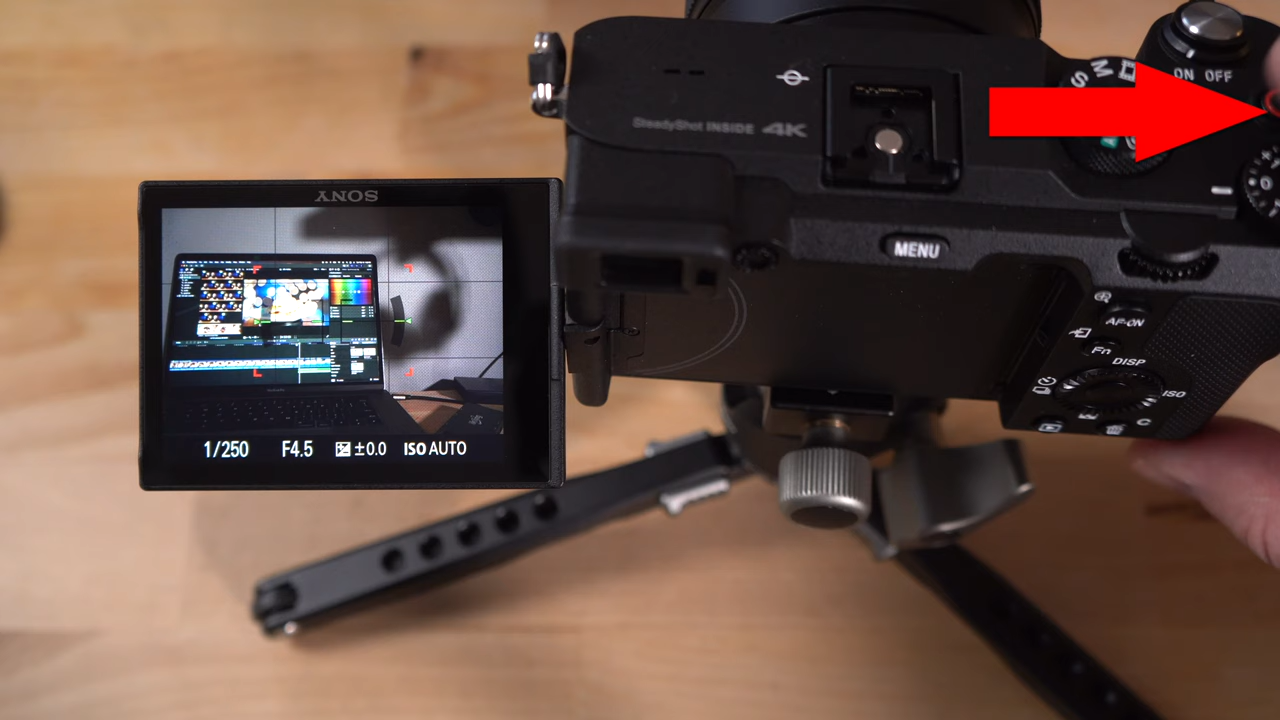 ON OFF
S M
SteadyShot INSIDE 4K
0
SONY
MENU
AF-ON
Fn
DISP
ISO
C
1/250 F4.5 ±0.0 ISO AUTO